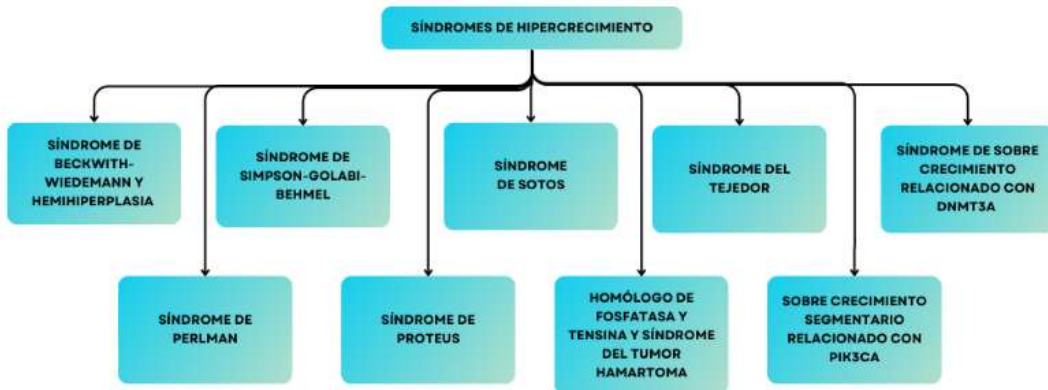 SÍNDROMES DE HIPERCRECIMIENTO
SÍNDROME DE
BECKWITH-
WIEDEMANN Y
HEMIHIPERPLASIA
SÍNDROME DE
SIMPSON-GOLABI-
BEHMEL
SÍNDROME
DE SOTOS
SÍNDROME DEL
TEJEDOR
SÍNDROME DE SOBRE
CRECIMIENTO
RELACIONADO CON
DNMT3A
SÍNDROME DE
PERLMAN
SÍNDROME DE
PROTEUS
HOMÓLOGO DE
FOSFATASA Y
TENSINA Y SÍNDROME
DEL TUMOR
HAMARTOMA
SOBRE CRECIMIENTO
SEGMENTARIO
RELACIONADO CON
PIK3CA